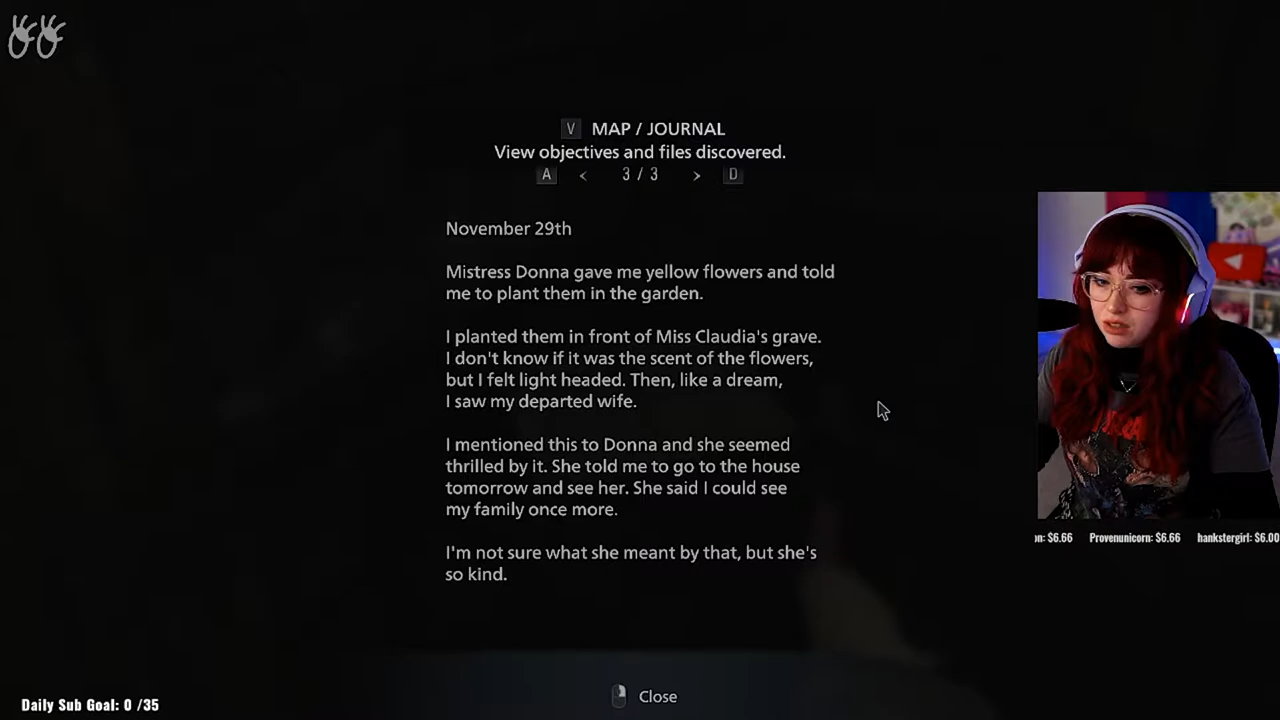 V MAP / JOURNAL
View objectives and files discovered.
A < 3 / 3 > D
November 29th
Mistress Donna gave me yellow flowers and told
me to plant them in the garden.
I planted them in front of Miss Claudia's grave.
I don't know if it was the scent of the flowers,
but I felt light headed. Then, like a dream,
I saw my departed wife.
I mentioned this to Donna and she seemed
thrilled by it. She told me to go to the house
tomorrow and see her. She said I could see
my family once more.
I'm not sure what she meant by that, but she's
so kind.
Close
n: $6.66 Provenunicorn: $6.66 hankstergirl: $6.00
Daily Sub Goal: 0 /35